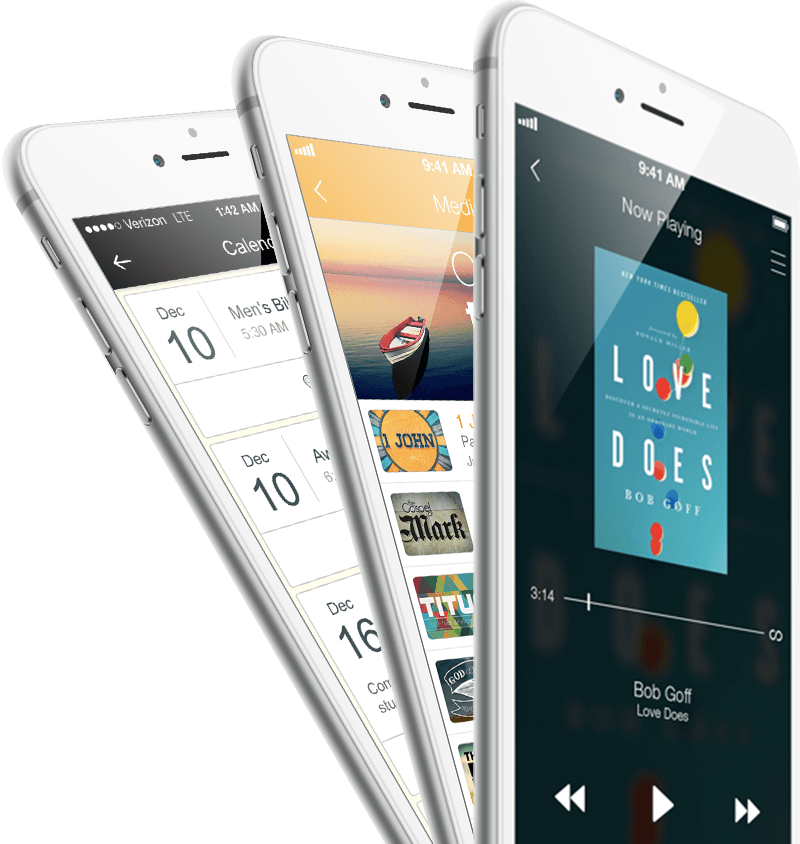 Verizon LTE 1:42 AM
Calen
Dec
10
Men's Bi
5:30 AM
Dec
10
Av
6:
Dec
16
Com
stu
9:41 AM
Medi
1 JOHN
1 J
Pa
Ja
the Gospel
Mark
TITU
GOD
9:41 AM
Now Playing
NEW YORK TIMES BESTSELLER
foreword by
DONALD MILLER
LOVE
DISCOVER A SECRETLY INCREDIBLE LIFE
IN AN ORDINARY WORLD
DOES
BOB GOFF
3:14
∞
Bob Goff
Love Does